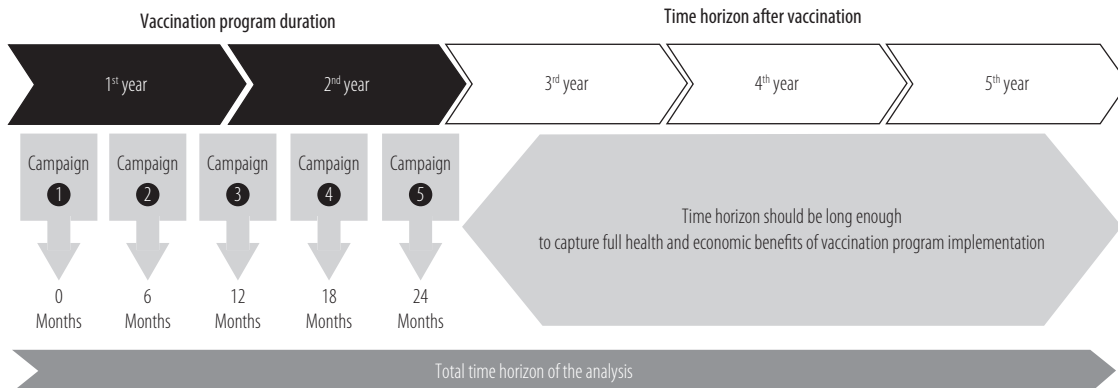 Vaccination program duration
Time horizon after vaccination
1st year
2nd year
3rd year
4th year
5th year
Campaign
1
Campaign
2
Campaign
3
Campaign
4
Campaign
5
Time horizon should be long enough
to capture full health and economic benefits of vaccination program implementation
0
Months
6
Months
12
Months
18
Months
24
Months
Total time horizon of the analysis